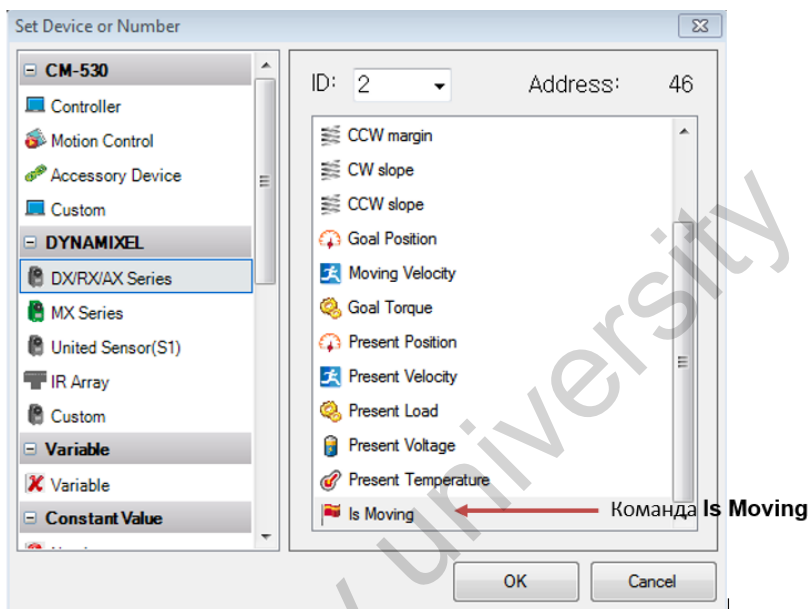 Set Device or Number
CM-530
Controller
Motion Control
Accessory Device
Custom
DYNAMIXEL
DX/RX/AX Series
MX Series
United Sensor(S1)
IR Array
Custom
Variable
Variable
Constant Value
ID: 2 Address: 46
CCW margin
CW slope
CCW slope
Goal Position
Moving Velocity
Goal Torque
Present Position
Present Velocity
Present Load
Present Voltage
Present Temperature
Is Moving
Команда Is Moving
OK Cancel
university